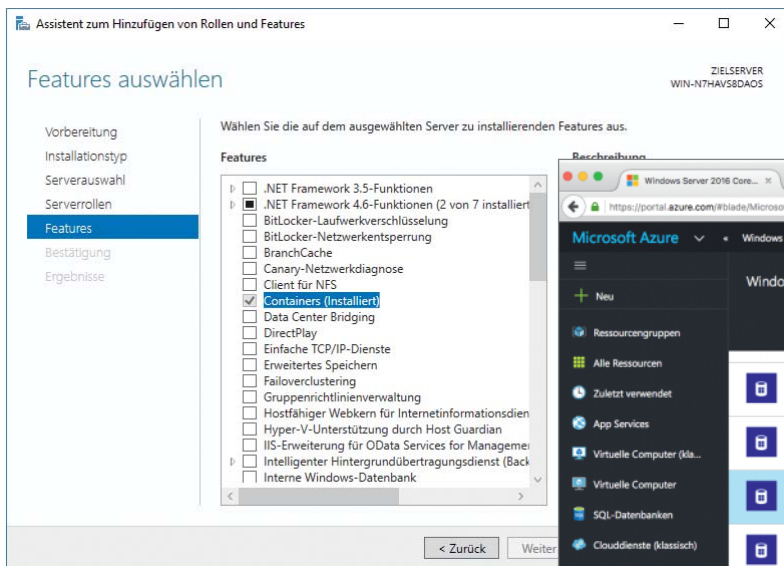 Assistent zum Hinzufügen von Rollen und Features
Features auswählen
ZIELSERVER
WIN-N7HAVS8DAOS
Vorbereitung
Installationstyp
Serverauswahl
Serverrollen
Features
Bestätigung
Ergebnisse
Wählen Sie die auf dem ausgewählten Server zu installierenden Features aus.
Features
.NET Framework 3.5-Funktionen
.NET Framework 4.6-Funktionen (2 von 7 installiert
BitLocker-Laufwerkverschlüsselung
BitLocker-Netzwerkentsperrung
BranchCache
Canary-Netzwerkdiagnose
Client für NFS
Containers (Installiert)
Data Center Bridging
DirectPlay
Einfache TCP/IP-Dienste
Erweitertes Speichern
Failoverclustering
Gruppenrichtlinienverwaltung
Hostfähiger Webkern für Internetinformationsdien
Hyper-V-Unterstützung durch Host Guardian
IIS-Erweiterung für OData Services for Manageme
Intelligenter Hintergrundübertragungsdienst (Back
Interne Windows-Datenbank
Beschreibung
< Zurück
Weiter
Windows Server 2016 Core...
https://portal.azure.com/#blade/Microso
Microsoft Azure
Windows
Windo
Neu
Ressourcengruppen
Alle Ressourcen
Zuletzt verwendet
App Services
Virtuelle Computer (kla...
Virtuelle Computer
SQL-Datenbanken
Clouddienste (klassisch)